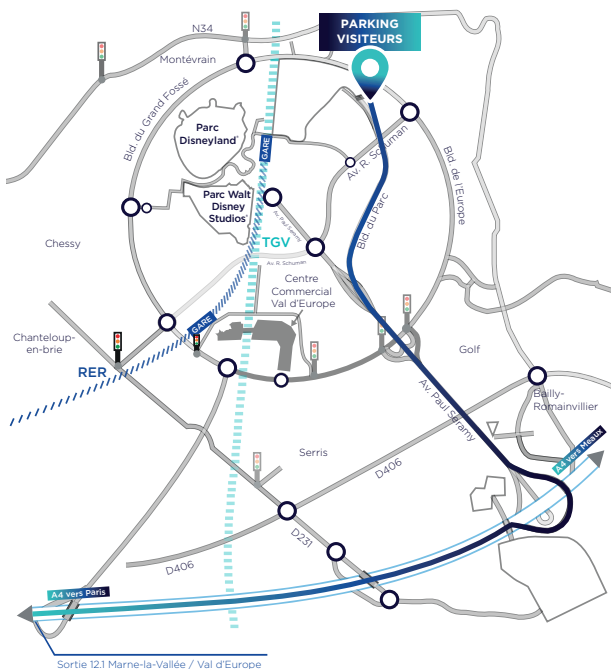 PARKING
VISITEURS
N34
Montévrain
Bld. du Grand Fossé
Parc
Disneyland®
GARE
Av. R. Schuman
Bld. de l'Europe
Parc Walt
Disney
Studios®
Av. Paul Séramy
Bld. du Parc
TGV
Chessy
Av. R. Schuman
Centre
Commercial
Val d'Europe
GARE
Chanteloup-
en-brie
RER
Golf
Av. Paul Séramy
Bailly-
Romainvillier
Serris
D406
A4 vers Meaux
D231
D406
A4 vers Paris
Sortie 12.1 Marne-la-Vallée / Val d'Europe